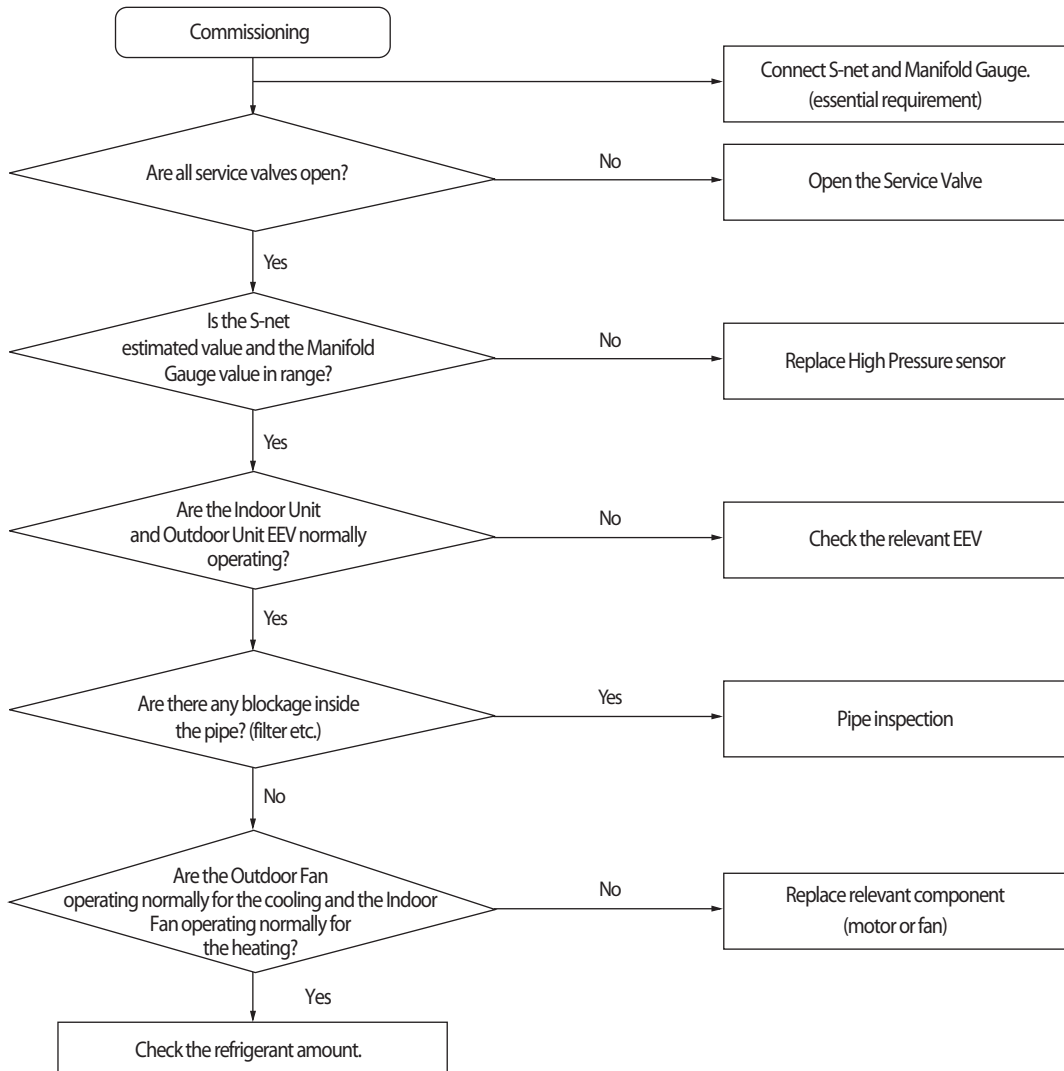 Commissioning
Connect S-net and Manifold Gauge.
(essential requirement)
Are all service valves open?
No
Open the Service Valve
Yes
Is the S-net
estimated value and the Manifold
Gauge value in range?
No
Replace High Pressure sensor
Yes
Are the Indoor Unit
and Outdoor Unit EEV normally
operating?
No
Check the relevant EEV
Yes
Are there any blockage inside
the pipe? (filter etc.)
Yes
Pipe inspection
No
Are the Outdoor Fan
operating normally for the cooling and the Indoor
Fan operating normally for
the heating?
No
Replace relevant component
(motor or fan)
Yes
Check the refrigerant amount.